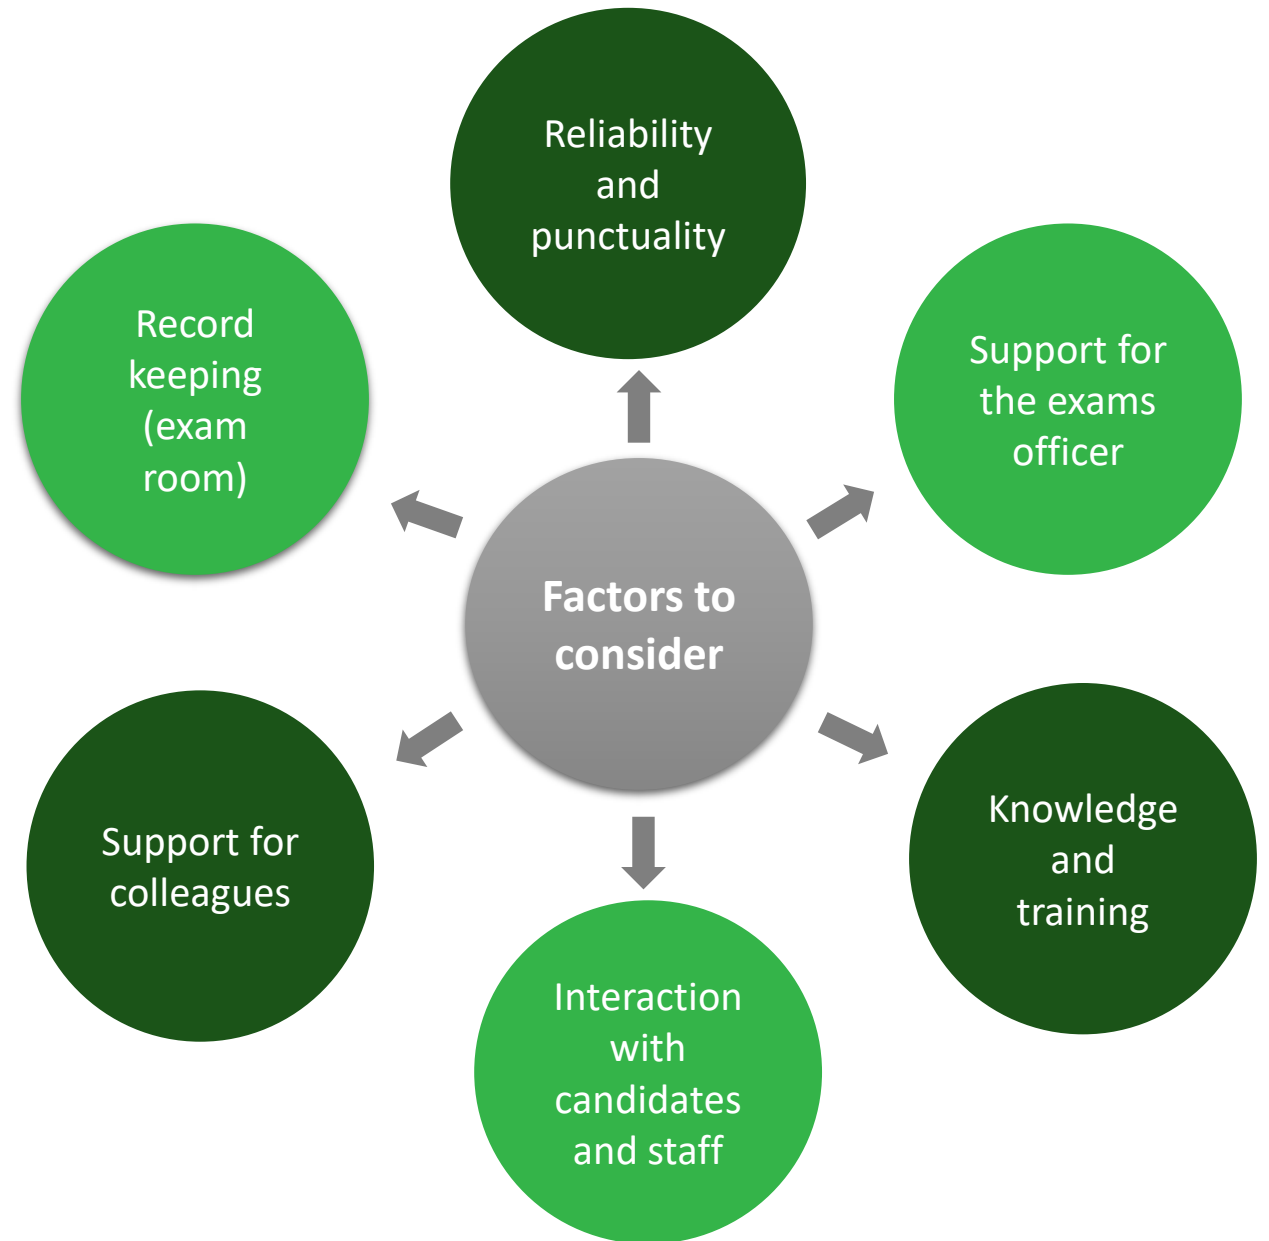 Reliability
and
punctuality
Record
keeping
(exam
room)
Support for
the exams
officer
Factors to
consider
Support for
colleagues
Knowledge
and
training
Interaction
with
candidates
and staff